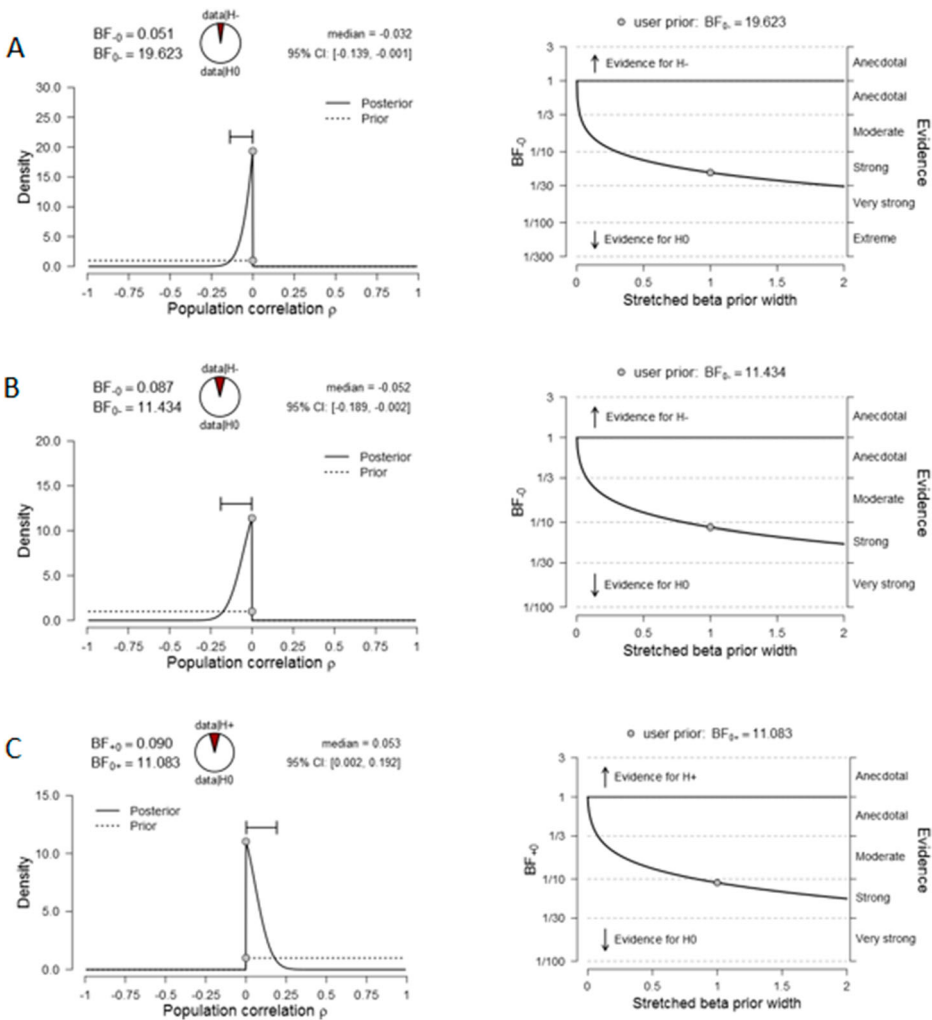 A
BF-0 = 0.051
BF0- = 19.623
data|H-
data|H0
median = -0.032
95% CI: [-0.139, -0.001]
Posterior
Prior
Density
30.0
25.0
20.0
15.0
10.0
5.0
0.0
-1 -0.75 -0.5 -0.25 0 0.25 0.5 0.75 1
Population correlation ρ
user prior: BF0- = 19.623
Evidence for H-
Evidence for H0
BF-0
3
1
1/3
1/10
1/30
1/100
1/300
Anecdotal
Anecdotal
Moderate
Strong
Very strong
Extreme
Evidence
0 0.5 1 1.5 2
Stretched beta prior width
B
BF-0 = 0.087
BF0- = 11.434
data|H-
data|H0
median = -0.052
95% CI: [-0.189, -0.002]
Posterior
Prior
Density
20.0
15.0
10.0
5.0
0.0
-1 -0.75 -0.5 -0.25 0 0.25 0.5 0.75 1
Population correlation ρ
user prior: BF0- = 11.434
Evidence for H-
Evidence for H0
BF-0
3
1
1/3
1/10
1/30
1/100
Anecdotal
Anecdotal
Moderate
Strong
Very strong
Evidence
0 0.5 1 1.5 2
Stretched beta prior width
C
BF+0 = 0.090
BF0+ = 11.083
data|H+
data|H0
median = 0.053
95% CI: [0.002, 0.192]
Posterior
Prior
Density
15.0
10.0
5.0
0.0
-1 -0.75 -0.5 -0.25 0 0.25 0.5 0.75 1
Population correlation ρ
user prior: BF0+ = 11.083
Evidence for H+
Evidence for H0
BF+0
3
1
1/3
1/10
1/30
1/100
Anecdotal
Anecdotal
Moderate
Strong
Very strong
Evidence
0 0.5 1 1.5 2
Stretched beta prior width